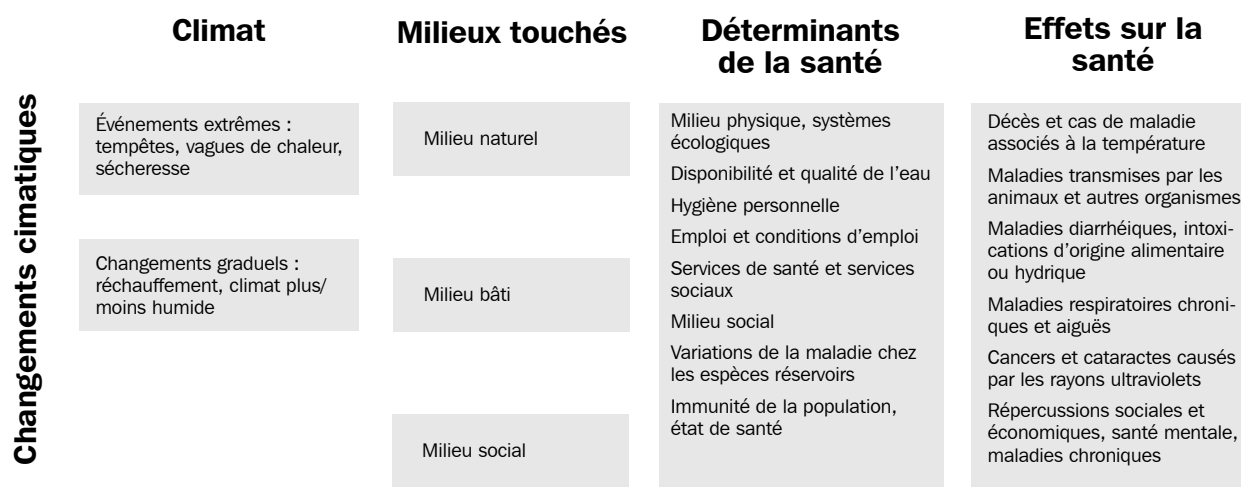 Changements cimatiques
Climat
Événements extrêmes :
tempêtes, vagues de chaleur,
sécheresse
Changements graduels :
réchauffement, climat plus/
moins humide
Milieux touchés
Milieu naturel
Milieu bâti
Milieu social
Déterminants
de la santé
Milieu physique, systèmes
écologiques
Disponibilité et qualité de l’eau
Hygiène personnelle
Emploi et conditions d’emploi
Services de santé et services
sociaux
Milieu social
Variations de la maladie chez
les espèces réservoirs
Immunité de la population,
état de santé
Effets sur la
santé
Décès et cas de maladie
associés à la température
Maladies transmises par les
animaux et autres organismes
Maladies diarrhéiques, intoxi-
cations d’origine alimentaire
ou hydrique
Maladies respiratoires chroni-
ques et aiguës
Cancers et cataractes causés
par les rayons ultraviolets
Répercussions sociales et
économiques, santé mentale,
maladies chroniques